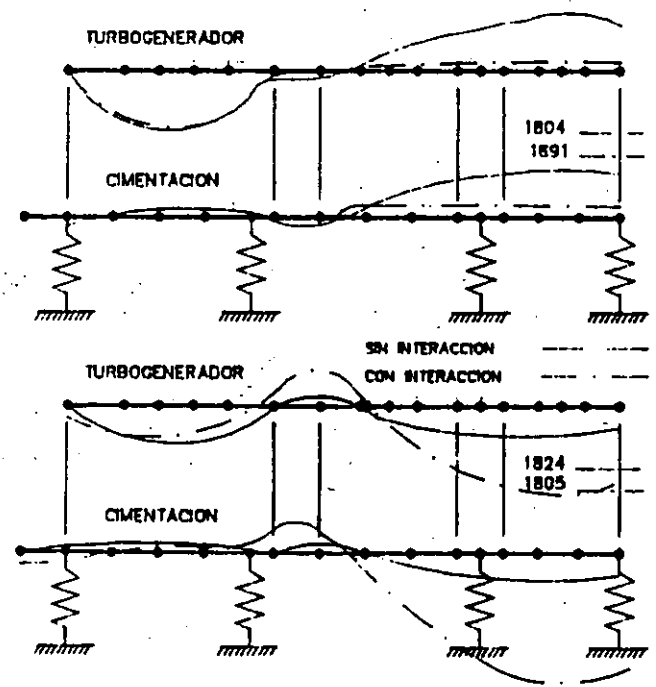 TURBOGENERADOR
1804
1891
CIMENTACION
SIN INTERACCION
TURBOGENERADOR
CON INTERACCION
1824
1805
CIMENTACION